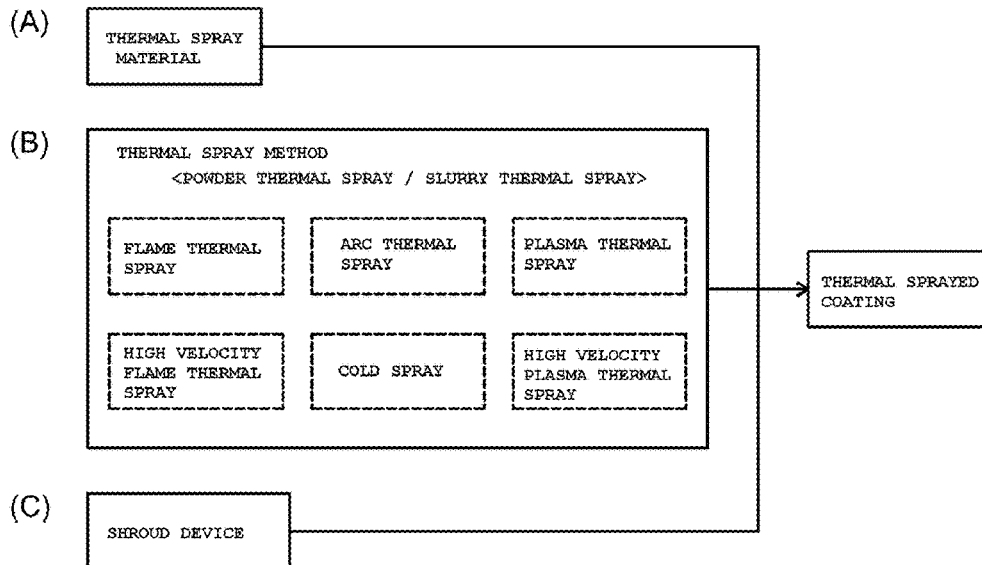 (A)
THERMAL SPRAY
MATERIAL
(B)
THERMAL SPRAY METHOD
<POWDER THERMAL SPRAY / SLURRY THERMAL SPRAY>
FLAME THERMAL
SPRAY
ARC THERMAL
SPRAY
PLASMA THERMAL
SPRAY
HIGH VELOCITY
FLAME THERMAL
SPRAY
COLD SPRAY
HIGH VELOCITY
PLASMA THERMAL
SPRAY
THERMAL SPRAYED
COATING
(C)
SHROUD DEVICE